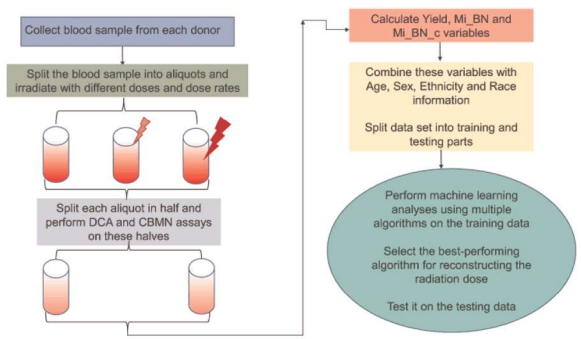 Collect blood sample from each donor
Split the blood sample into aliquots and
irradiate with different doses and dose rates
Split each aliquot in half and
perform DCA and CBMN assays
on these halves
Calculate Yield, Mi_BN and
Mi_BN_c variables
Combine these variables with
Age, Sex, Ethnicity and Race
information
Split data set into training and
testing parts
Perform machine learning
analyses using multiple
algorithms on the training data
Select the best-performing
algorithm for reconstructing the
radiation dose
Test it on the testing data